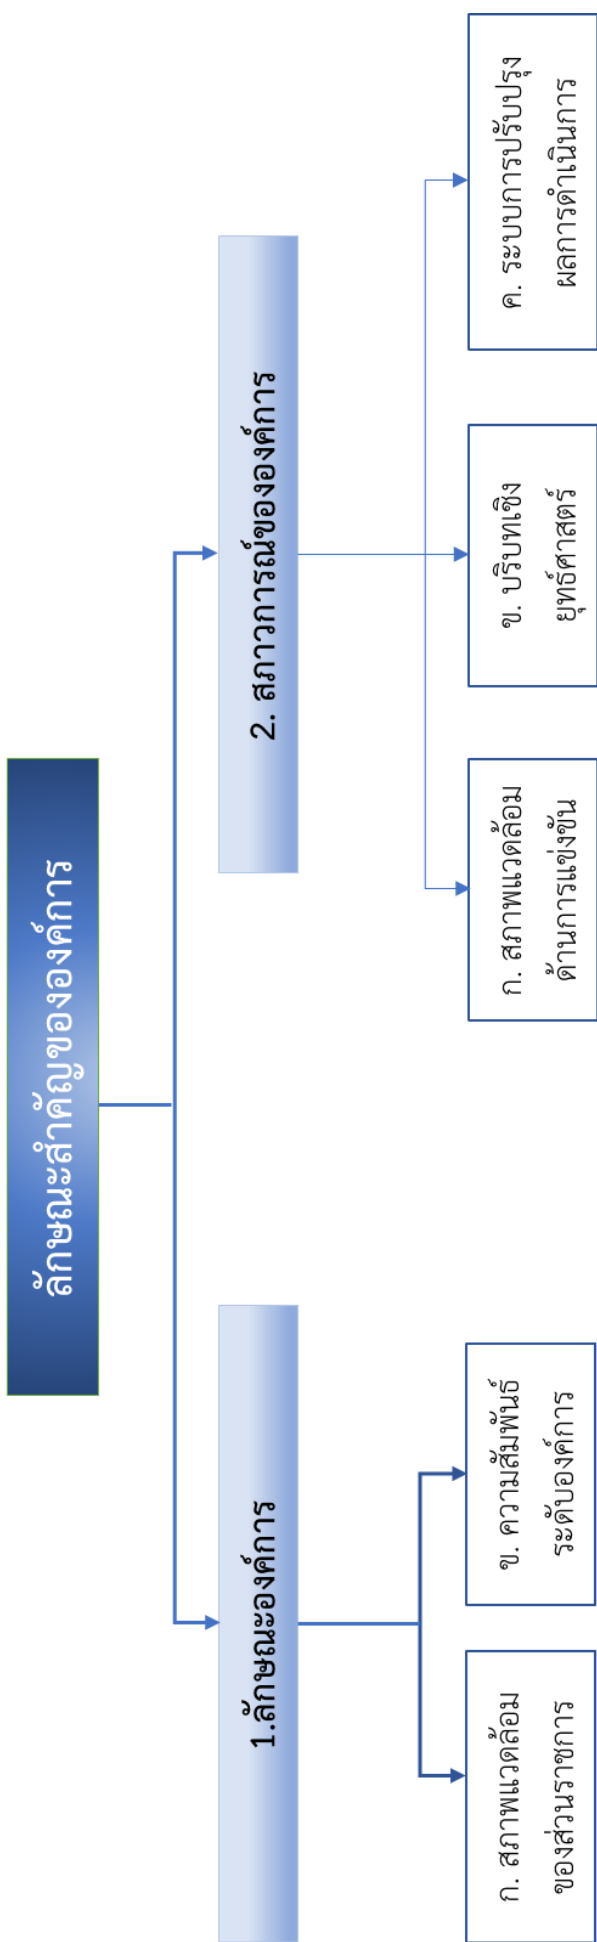 ลักษณะสำคัญขององค์การ
1.ลักษณะองค์การ
ก. สภาพแวดล้อม
ของส่วนราชการ
ข. ความสัมพันธ์
ระดับองค์การ
2. สภาวการณ์ขององค์การ
ก. สภาพแวดล้อม
ด้านการแข่งขัน
ข. บริบทเชิง
ยุทธ์ศาสตร์
ค. ระบบการปรับปรุง
ผลการดำเนินการ